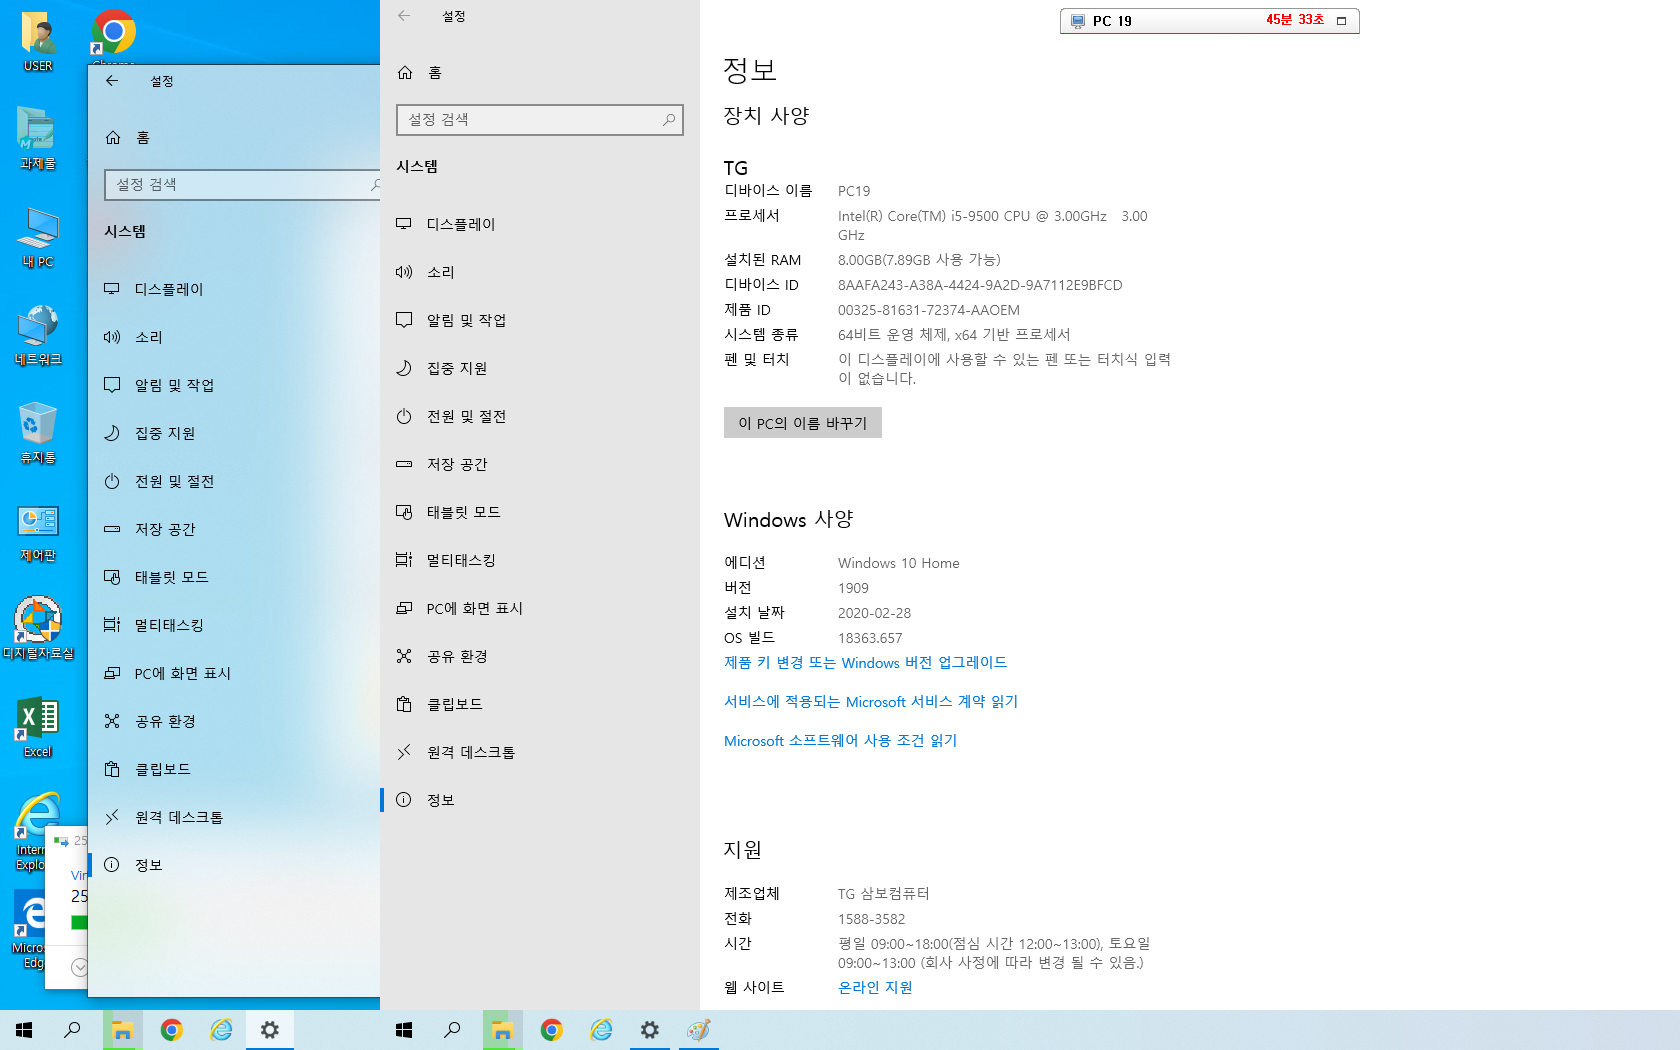 USER
Chrome
과제물
내 PC
네트워크
휴지통
제어판
디지털자료실
Excel
Intern
Explo
Micros
Edg
25
Vir
25
설정
홈
설정 검색
시스템
디스플레이
소리
알림 및 작업
집중 지원
전원 및 절전
저장 공간
태블릿 모드
멀티태스킹
PC에 화면 표시
공유 환경
클립보드
원격 데스크톱
정보
설정
홈
설정 검색
시스템
디스플레이
소리
알림 및 작업
집중 지원
전원 및 절전
저장 공간
태블릿 모드
멀티태스킹
PC에 화면 표시
공유 환경
클립보드
원격 데스크톱
정보
PC 19 45분 33초
정보
장치 사양
TG
디바이스 이름 PC19
프로세서 Intel(R) Core(TM) i5-9500 CPU @ 3.00GHz 3.00
GHz
설치된 RAM 8.00GB(7.89GB 사용 가능)
디바이스 ID 8AAFA243-A38A-4424-9A2D-9A7112E9BFCD
제품 ID 00325-81631-72374-AAOEM
시스템 종류 64비트 운영 체제, x64 기반 프로세서
펜 및 터치 이 디스플레이에 사용할 수 있는 펜 또는 터치식 입력
이 없습니다.
이 PC의 이름 바꾸기
Windows 사양
에디션 Windows 10 Home
버전 1909
설치 날짜 2020-02-28
OS 빌드 18363.657
제품 키 변경 또는 Windows 버전 업그레이드
서비스에 적용되는 Microsoft 서비스 계약 읽기
Microsoft 소프트웨어 사용 조건 읽기
지원
제조업체 TG 삼보컴퓨터
전화 1588-3582
시간 평일 09:00~18:00(점심 시간 12:00~13:00), 토요일
09:00~13:00 (회사 사정에 따라 변경 될 수 있음.)
웹 사이트 온라인 지원